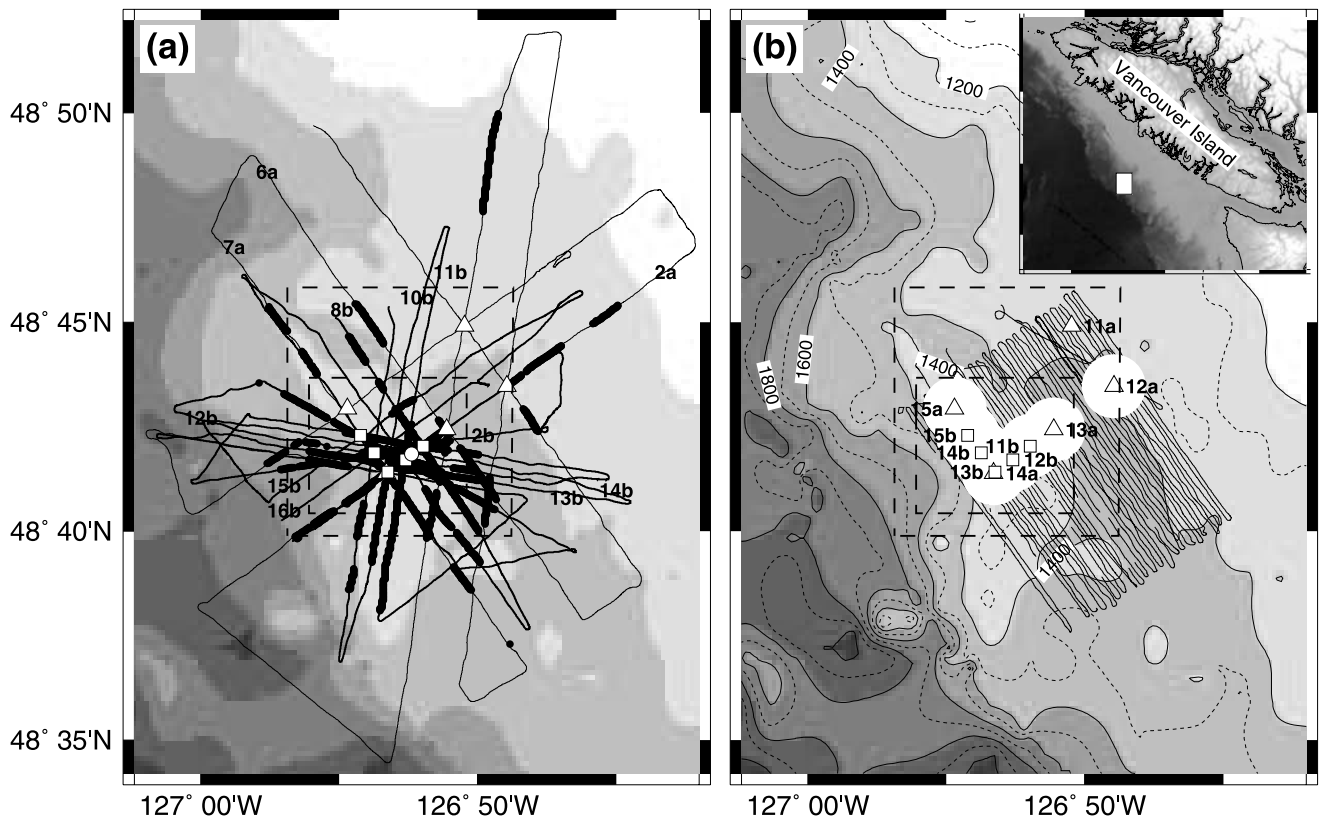 (a)
6a
7a
11b
2a
10b
8b
12b
2b
15b
16b
13b
14b
48° 50'N
48° 45'N
48° 40'N
48° 35'N
127° 00'W
126° 50'W
(b)
1400
1200
Vancouver Island
1800
1600
1400
11a
12a
15a
13a
15b
14b
11b
12b
13b
14a
1400
127° 00'W
126° 50'W